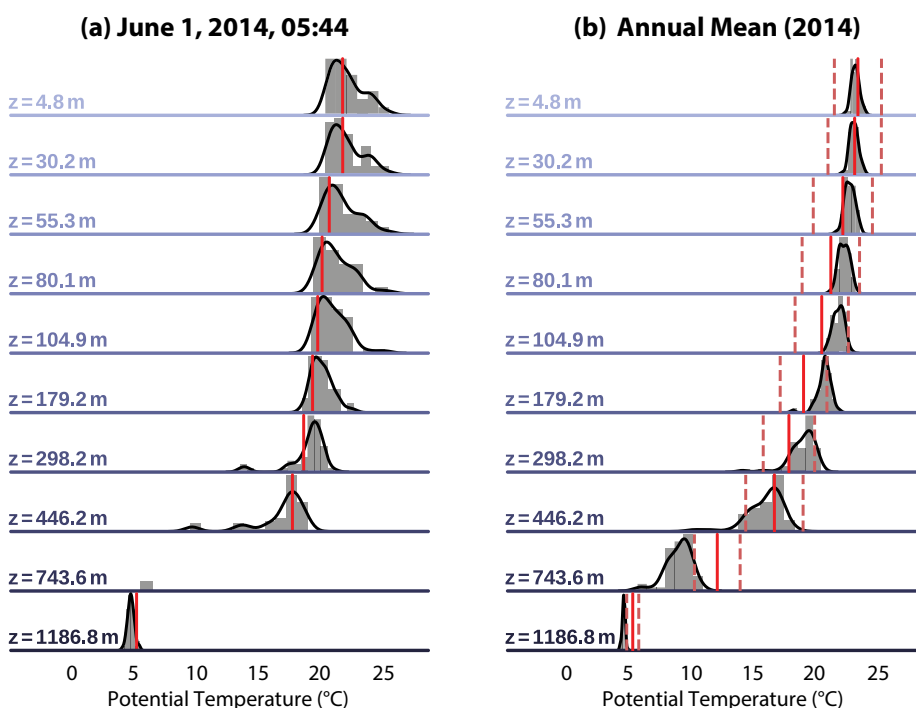 (a) June 1, 2014, 05:44
z = 4.8 m
z = 30.2 m
z = 55.3 m
z = 80.1 m
z = 104.9 m
z = 179.2 m
z = 298.2 m
z = 446.2 m
z = 743.6 m
z = 1186.8 m
0 5 10 15 20 25
Potential Temperature (°C)
(b) Annual Mean (2014)
z = 4.8 m
z = 30.2 m
z = 55.3 m
z = 80.1 m
z = 104.9 m
z = 179.2 m
z = 298.2 m
z = 446.2 m
z = 743.6 m
z = 1186.8 m
0 5 10 15 20 25
Potential Temperature (°C)